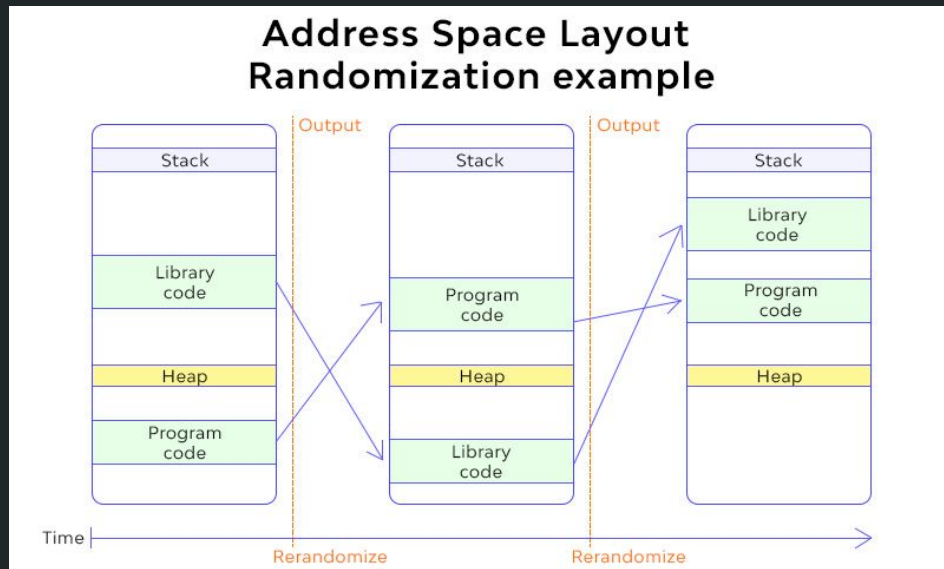 Address Space Layout
Randomization example
Output
Output
Stack
Library
code
Heap
Program
code
Stack
Program
code
Heap
Library
code
Stack
Library
code
Program
code
Heap
Time
Rerandomize
Rerandomize